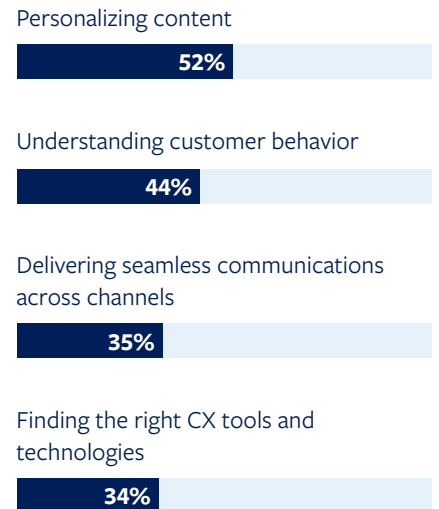 Personalizing content
52%
Understanding customer behavior
44%
Delivering seamless communications
across channels
35%
Finding the right CX tools and
technologies
34%